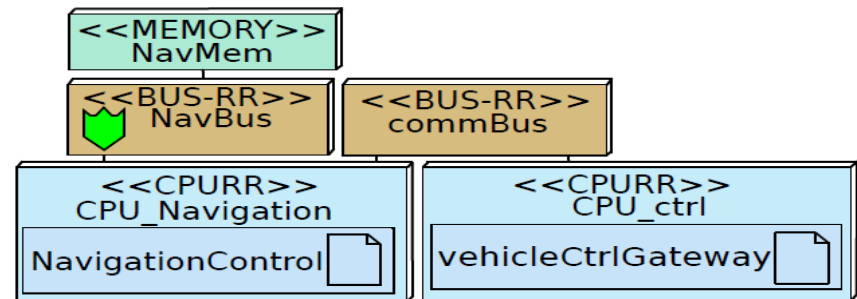 <<MEMORY>>
NavMem
<<BUS-RR>>
NavBus
<<BUS-RR>>
commBus
<<CPURR>>
CPU_Navigation
NavigationControl
<<CPURR>>
CPU_ctrl
vehicleCtrlGateway